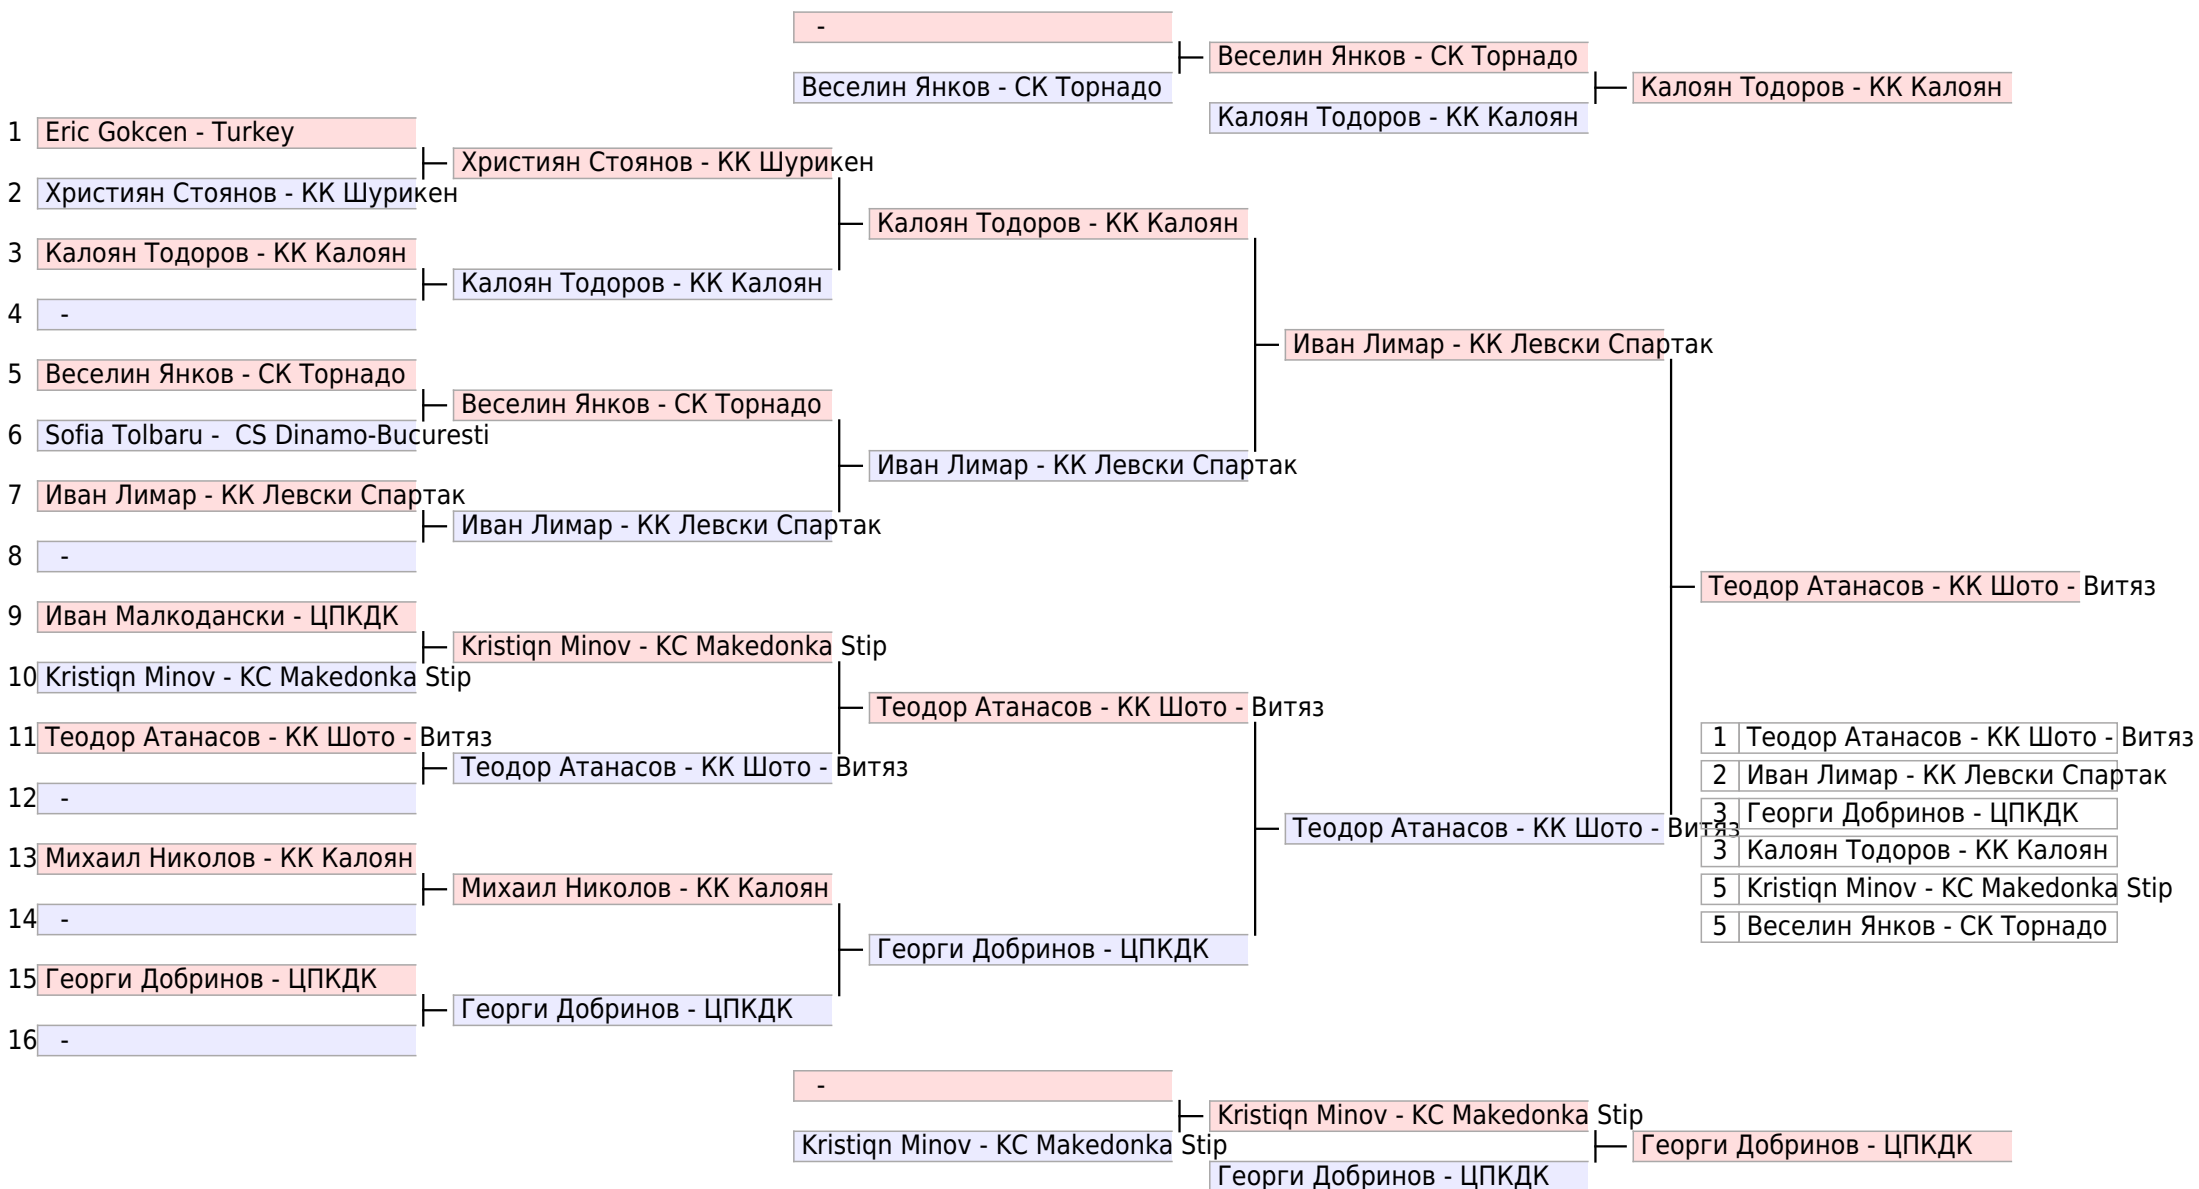 -
Веселин Янков - СК Торнадо
Веселин Янков - СК Торнадо
Калоян Тодоров - КК Калоян
Калоян Тодоров - КК Калоян
1 Eric Gokcen - Turkey
Християн Стоянов - КК Шурикен
2 Християн Стоянов - КК Шурикен
Калоян Тодоров - КК Калоян
3 Калоян Тодоров - КК Калоян
Калоян Тодоров - КК Калоян
4 -
Иван Лимар - КК Левски Спартак
5 Веселин Янков - СК Торнадо
Веселин Янков - СК Торнадо
6 Sofia Tolbaru -  CS Dinamo-Bucuresti
Иван Лимар - КК Левски Спартак
7 Иван Лимар - КК Левски Спартак
Иван Лимар - КК Левски Спартак
8 -
Теодор Атанасов - КК Шото - Витяз
9 Иван Малкодански - ЦПКДК
Kristiqn Minov - KC Makedonka Stip
10 Kristiqn Minov - KC Makedonka Stip
Теодор Атанасов - КК Шото - Витяз
11 Теодор Атанасов - КК Шото - Витяз
Теодор Атанасов - КК Шото - Витяз
12 -
Теодор Атанасов - КК Шото - Витяз
13 Михаил Николов - КК Калоян
Михаил Николов - КК Калоян
14 -
Георги Добринов - ЦПКДК
15 Георги Добринов - ЦПКДК
Георги Добринов - ЦПКДК
16 -
1 Теодор Атанасов - КК Шото - Витяз
2 Иван Лимар - КК Левски Спартак
3 Георги Добринов - ЦПКДК
3 Калоян Тодоров - КК Калоян
5 Kristiqn Minov - KC Makedonka Stip
5 Веселин Янков - СК Торнадо
-
Kristiqn Minov - KC Makedonka Stip
Kristiqn Minov - KC Makedonka Stip
Георги Добринов - ЦПКДК
Георги Добринов - ЦПКДК